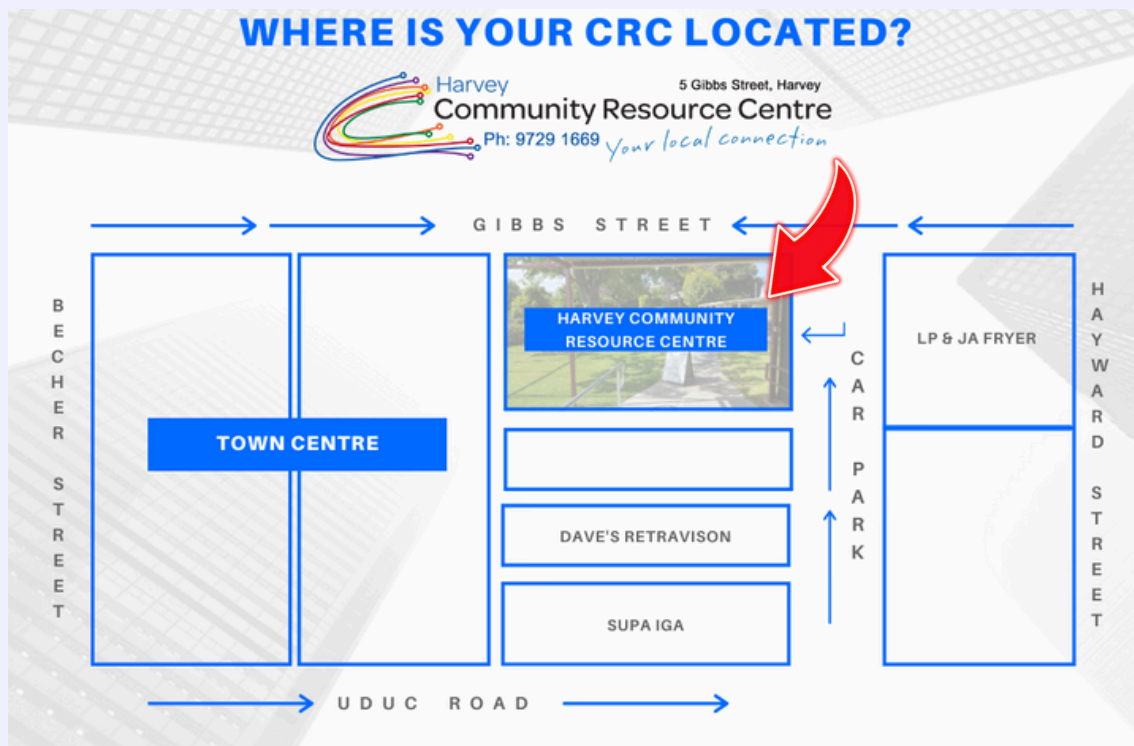 WHERE IS YOUR CRC LOCATED?
Harvey
5 Gibbs Street, Harvey
Community Resource Centre
Ph: 9729 1669
Your local connection
GIBBS STREET
BECHER STREET
HARVEY COMMUNITY
RESOURCE CENTRE
CAR PARK
LP & JA FRYER
HAYWARD STREET
TOWN CENTRE
DAVE'S RETRAVISON
SUPA IGA
UDUC ROAD